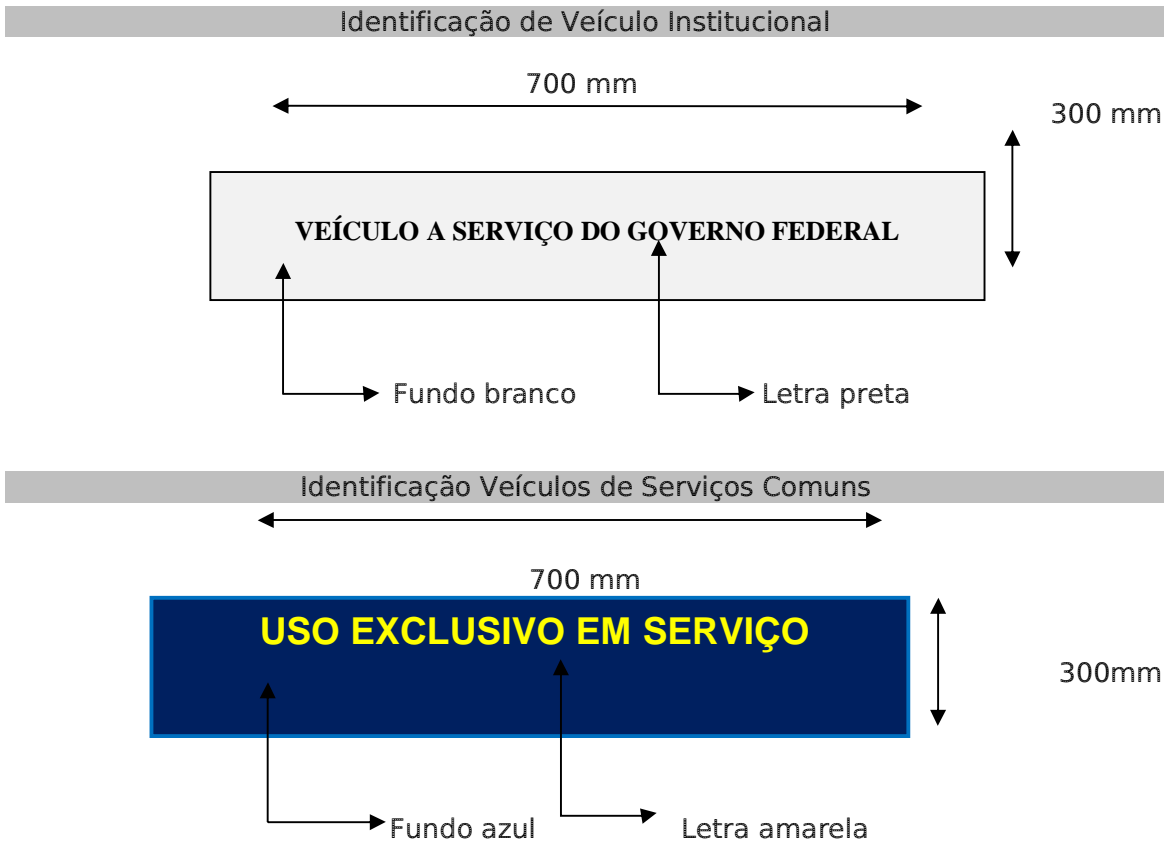 Identificação de Veículo Institucional
700 mm
300 mm
VEÍCULO A SERVIÇO DO GOVERNO FEDERAL
Fundo branco
Letra preta
Identificação Veículos de Serviços Comuns
700 mm
USO EXCLUSIVO EM SERVIÇO
300mm
Fundo azul
Letra amarela